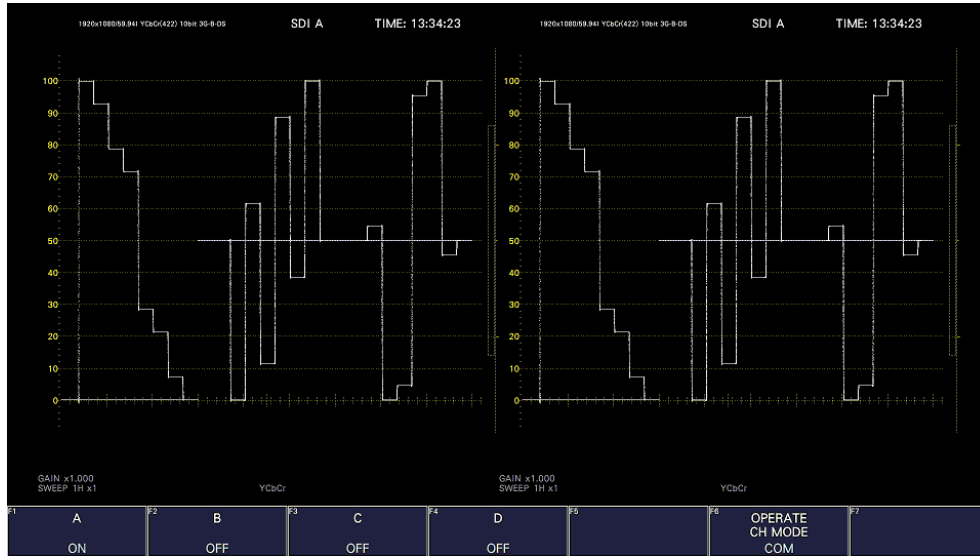 1920x1080/59.94I YCbCr(422) 10bit 3G-B-DS SDI A TIME: 13:34:23
1920x1080/59.94I YCbCr(422) 10bit 3G-B-DS SDI A TIME: 13:34:23
100 100
90 90
80 80
70 70
60 60
50 50
40 40
30 30
20 20
10 10
0 0
GAIN x1.000
SWEEP 1H x1 YCbCr
GAIN x1.000
SWEEP 1H x1 YCbCr
F1 A ON
F2 B OFF
F3 C OFF
F4 D OFF
F5
F6 OPERATE
CH MODE
COM
F7